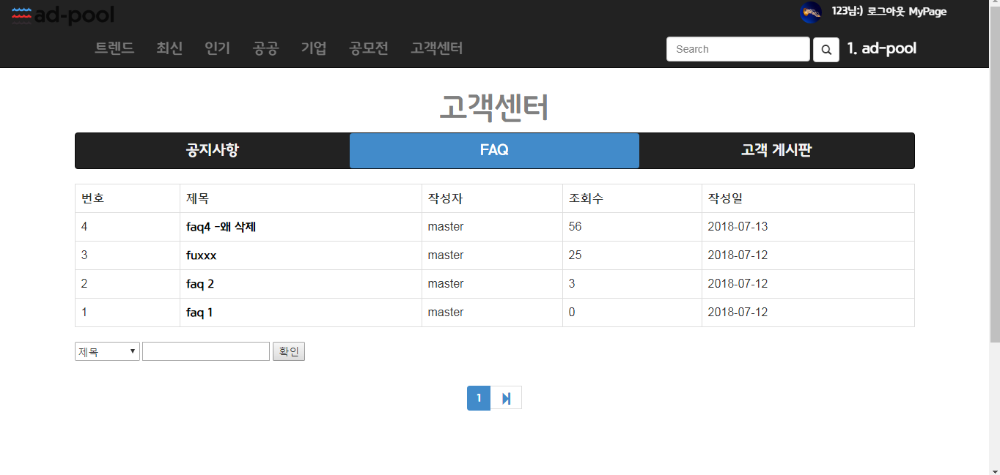 ad-pool
123님:) 로그아웃 MyPage
트렌드 최신 인기 공공 기업 공모전 고객센터 Search 1. ad-pool
고객센터
공지사항 FAQ 고객 게시판
번호 제목 작성자 조회수 작성일
4 faq4 -왜 삭제 master 56 2018-07-13
3 fuxxx master 25 2018-07-12
2 faq 2 master 3 2018-07-12
1 faq 1 master 0 2018-07-12
제목 확인
1